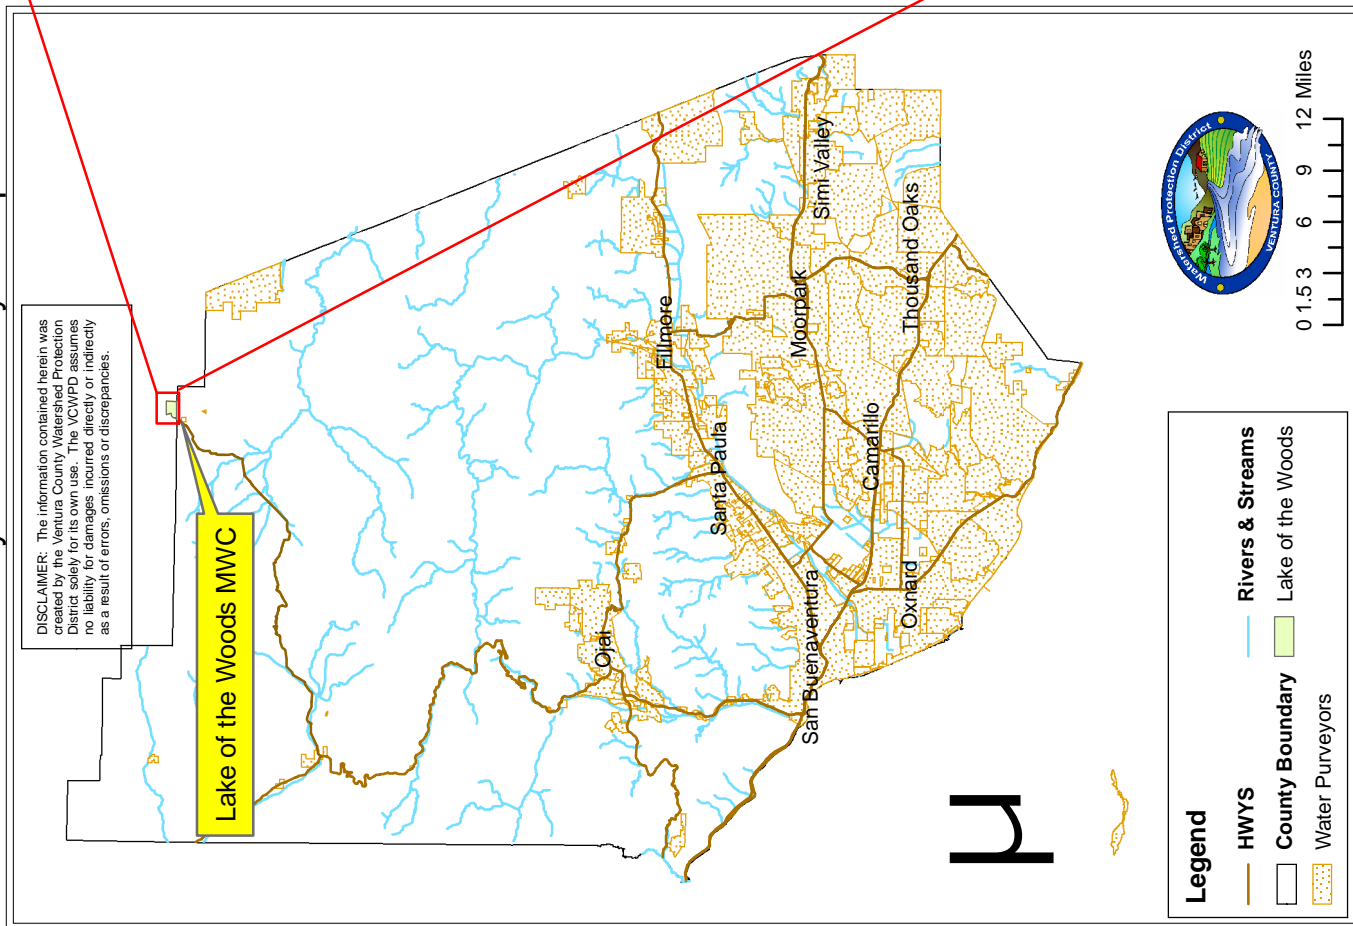 DISCLAIMER: The information contained herein was
created by the Ventura County Watershed Protection
District solely for its own use. The VCWPD assumes
no liability for damages incurred directly or indirectly
as a result of errors, omissions or discrepancies.
Lake of the Woods MWC
Ojai
Fillmore
Santa Paula
San Buenaventura
Oxnard
Camarillo
Moorpark
Simi Valley
Thousand Oaks
µ
Legend
HWYS
County Boundary
Water Purveyors
Rivers & Streams
Lake of the Woods
Watershed Protection District
VENTURA COUNTY
0 1.5 3 6 9 12 Miles